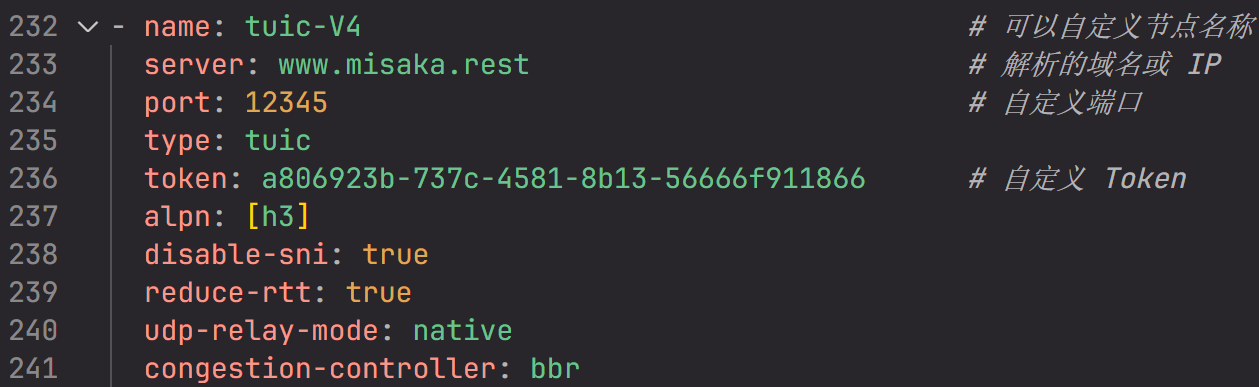 232 - name: tuic-V4 # 可以自定义节点名称
233 server: www.misaka.rest # 解析的域名或 IP
234 port: 12345 # 自定义端口
235 type: tuic
236 token: a806923b-737c-4581-8b13-56666f911866 # 自定义 Token
237 alpn: [h3]
238 disable-sni: true
239 reduce-rtt: true
240 udp-relay-mode: native
241 congestion-controller: bbr